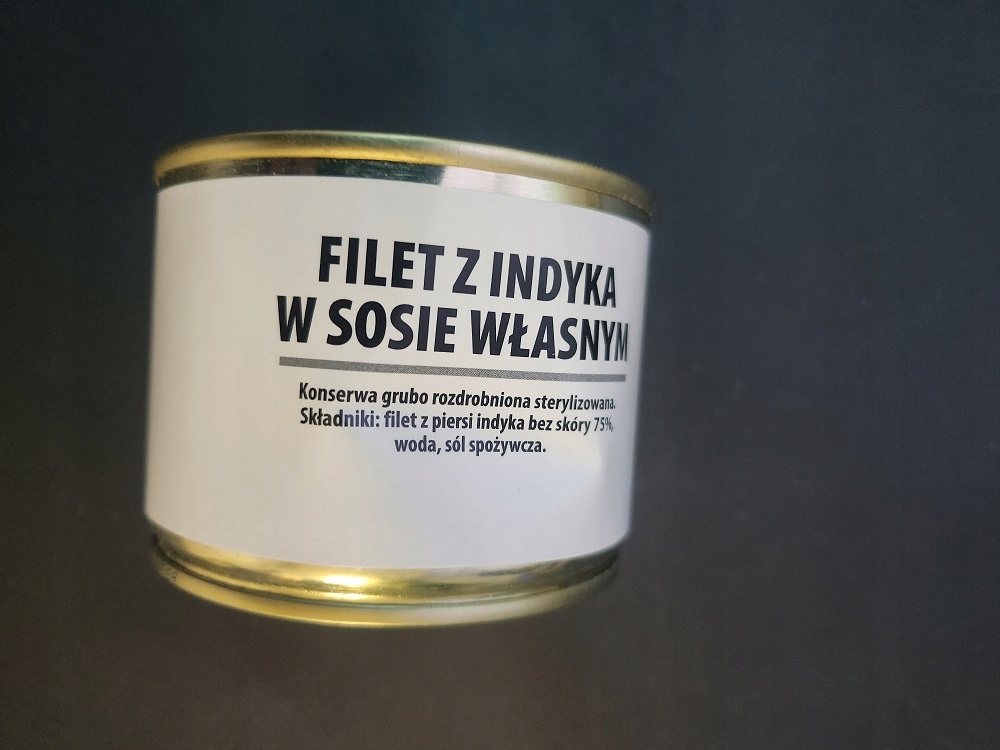 FILET Z INDYKA
W SOSIE WŁASNYM
Konserwa grubo rozdrobniona sterylizowana.
Składniki: filet z piersi indyka bez skóry 75%,
woda, sól spożywcza.